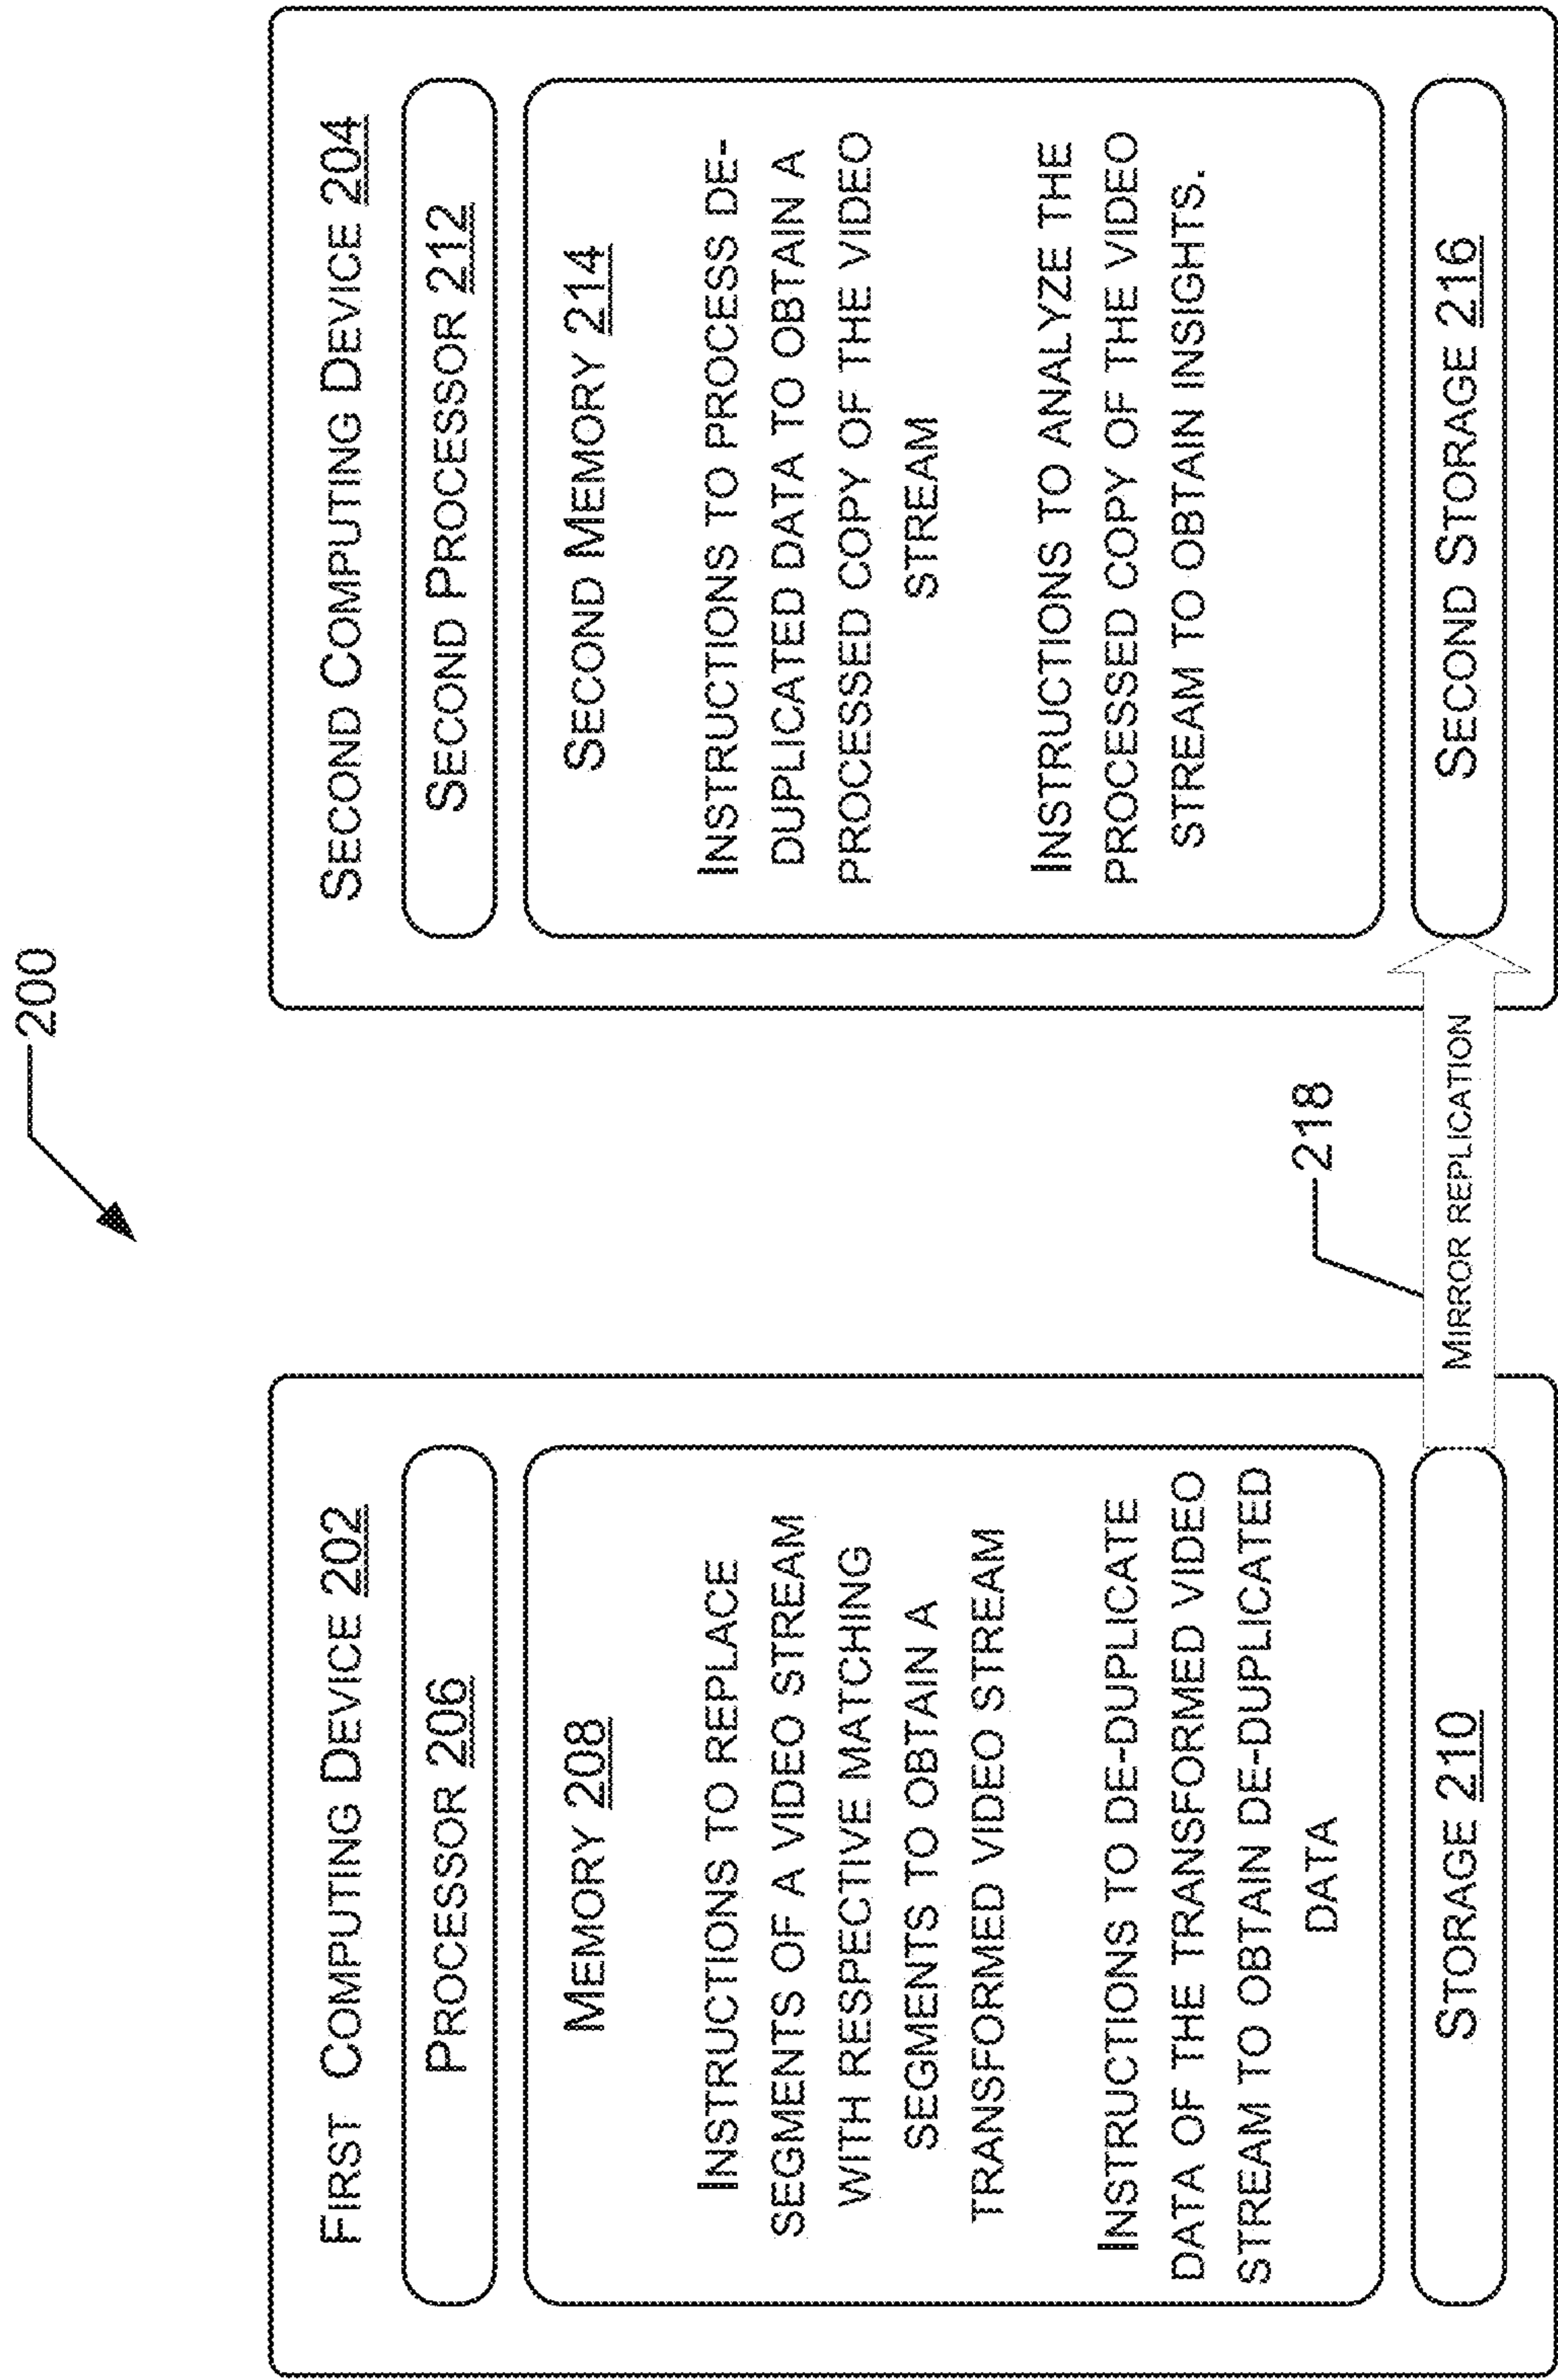 200
FIRST COMPUTING DEVICE 202
PROCESSOR 206
MEMORY 208
INSTRUCTIONS TO REPLACE
SEGMENTS OF A VIDEO STREAM
WITH RESPECTIVE MATCHING
SEGMENTS TO OBTAIN A
TRANSFORMED VIDEO STREAM
INSTRUCTIONS TO DE-DUPLICATE
DATA OF THE TRANSFORMED VIDEO
STREAM TO OBTAIN DE-DUPLICATED
DATA
STORAGE 210
218
MIRROR REPLICATION
SECOND COMPUTING DEVICE 204
SECOND PROCESSOR 212
SECOND MEMORY 214
INSTRUCTIONS TO PROCESS DE-
DUPLICATED DATA TO OBTAIN A
PROCESSED COPY OF THE VIDEO
STREAM
INSTRUCTIONS TO ANALYZE THE
PROCESSED COPY OF THE VIDEO
STREAM TO OBTAIN INSIGHTS.
SECOND STORAGE 216